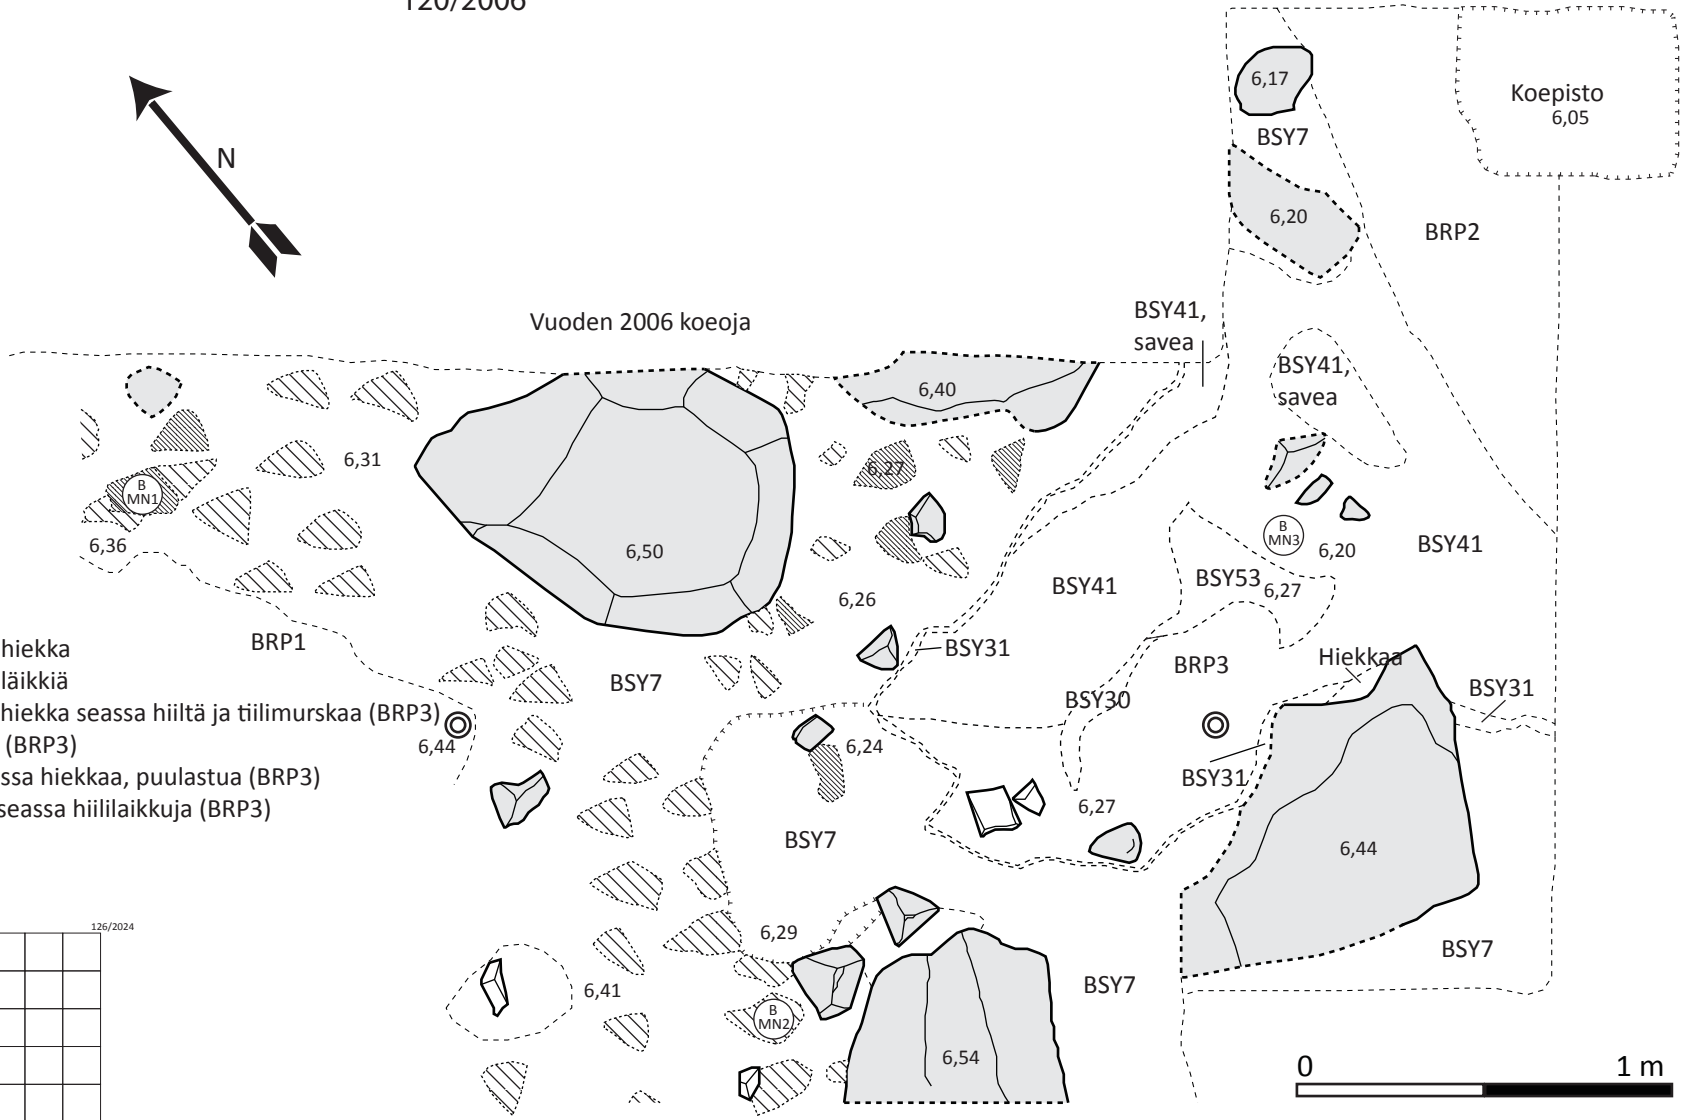 120/2006
6,17
Koepisto
6,05
BSY7
N
6,20
BRP2
BSY41,
savea
Vuoden 2006 koeoja
BSY41,
savea
6,40
6,31
6,27
B
MN1
6,36
6,50
B
MN3
6,20
BSY41
BSY41
BSY53
6,27
6,26
BRP1
hiekka
BSY31
BRP3
Hiekkaa
läikkiä
BSY7
BSY31
BSY30
hiekka seassa hiiltä ja tiilimurskaa (BRP3)
6,44
6,24
(BRP3)
ssa hiekkaa, puulastua (BRP3)
BSY31
seassa hiililaikkuja (BRP3)
6,27
BSY7
6,44
126/2024
6,29
BSY7
6,41
BSY7
B
MN2
6,54
0 1 m